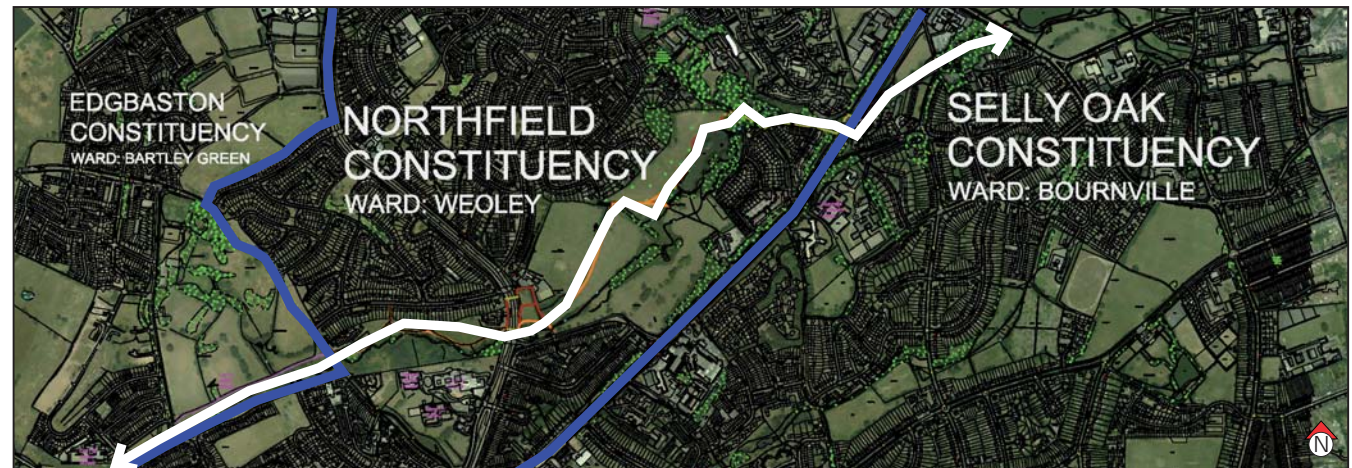 EDGBASTON
CONSTITUENCY
WARD: BARTLEY GREEN
NORTHFIELD
CONSTITUENCY
WARD: WEOLEY
SELLY OAK
CONSTITUENCY
WARD: BOURNVILLE
N